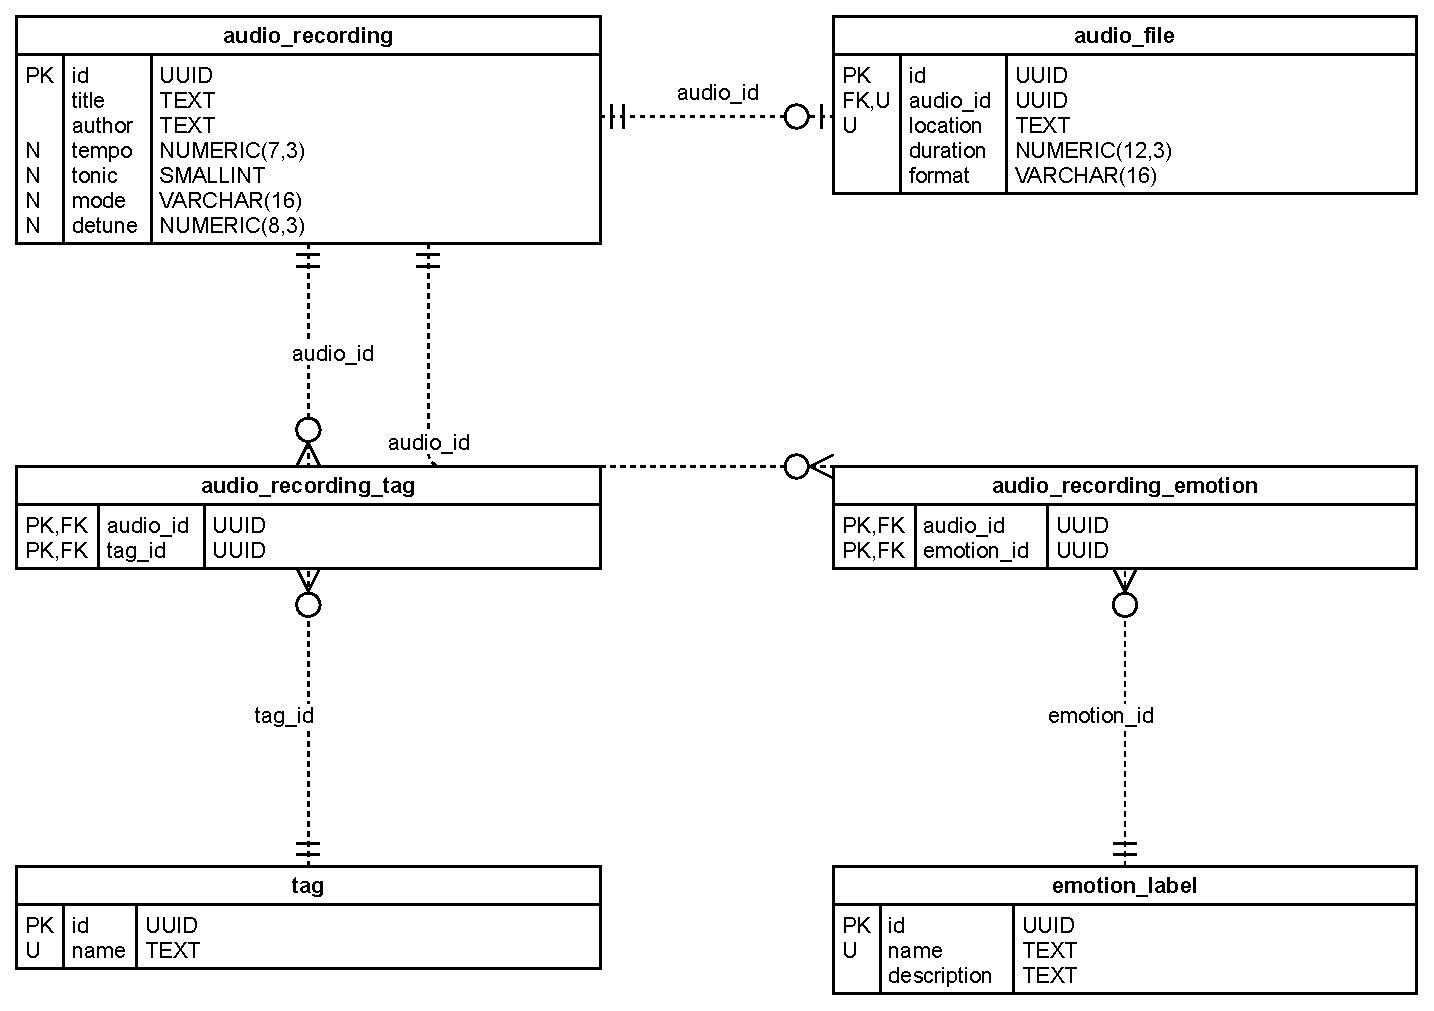 audio_recording
PK id UUID
title TEXT
author TEXT
N tempo NUMERIC(7,3)
N tonic SMALLINT
N mode VARCHAR(16)
N detune NUMERIC(8,3)
audio_id
audio_file
PK id UUID
FK,U audio_id UUID
U location TEXT
duration NUMERIC(12,3)
format VARCHAR(16)
audio_id
audio_id
audio_recording_tag
PK,FK audio_id UUID
PK,FK tag_id UUID
audio_recording_emotion
PK,FK audio_id UUID
PK,FK emotion_id UUID
tag_id
emotion_id
tag
PK id UUID
U name TEXT
emotion_label
PK id UUID
U name TEXT
description TEXT